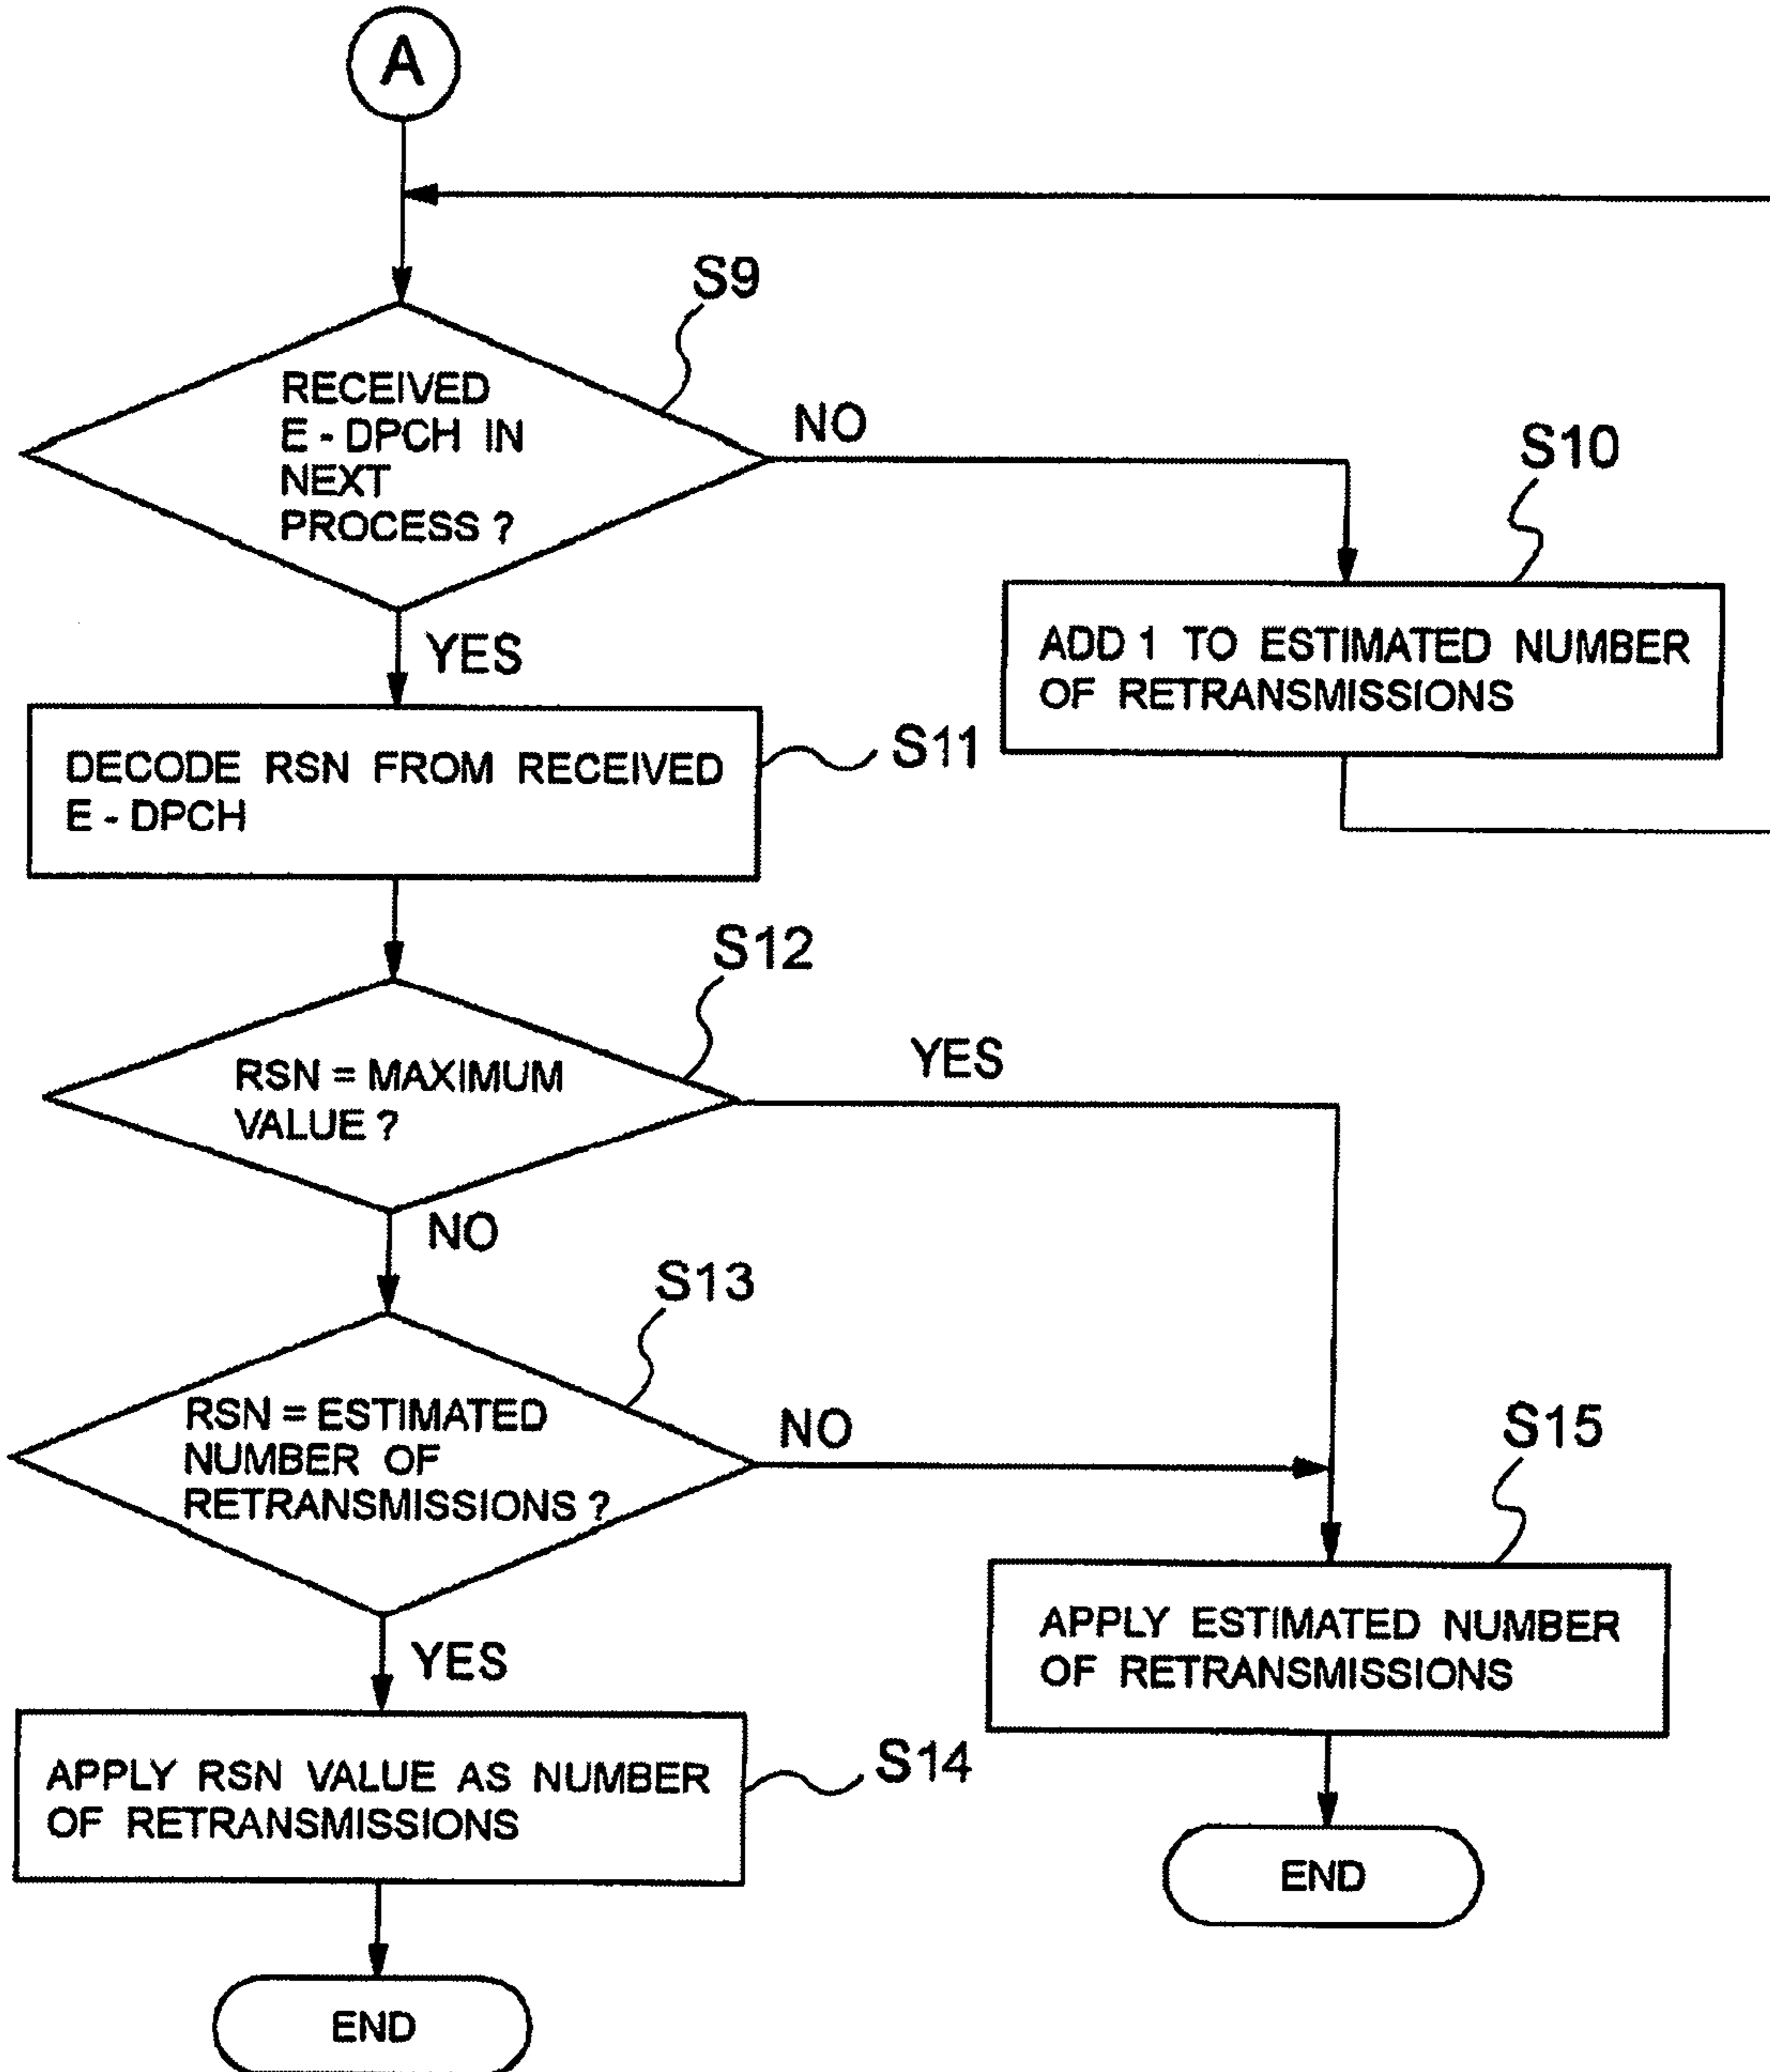 A
S9
RECEIVED
E - DPCH IN
NEXT
PROCESS ?
NO
YES
S10
ADD 1 TO ESTIMATED NUMBER
OF RETRANSMISSIONS
DECODE RSN FROM RECEIVED
E - DPCH
S11
S12
RSN = MAXIMUM
VALUE ?
YES
NO
S13
RSN = ESTIMATED
NUMBER OF
RETRANSMISSIONS ?
NO
YES
S15
APPLY ESTIMATED NUMBER
OF RETRANSMISSIONS
END
APPLY RSN VALUE AS NUMBER
OF RETRANSMISSIONS
S14
END